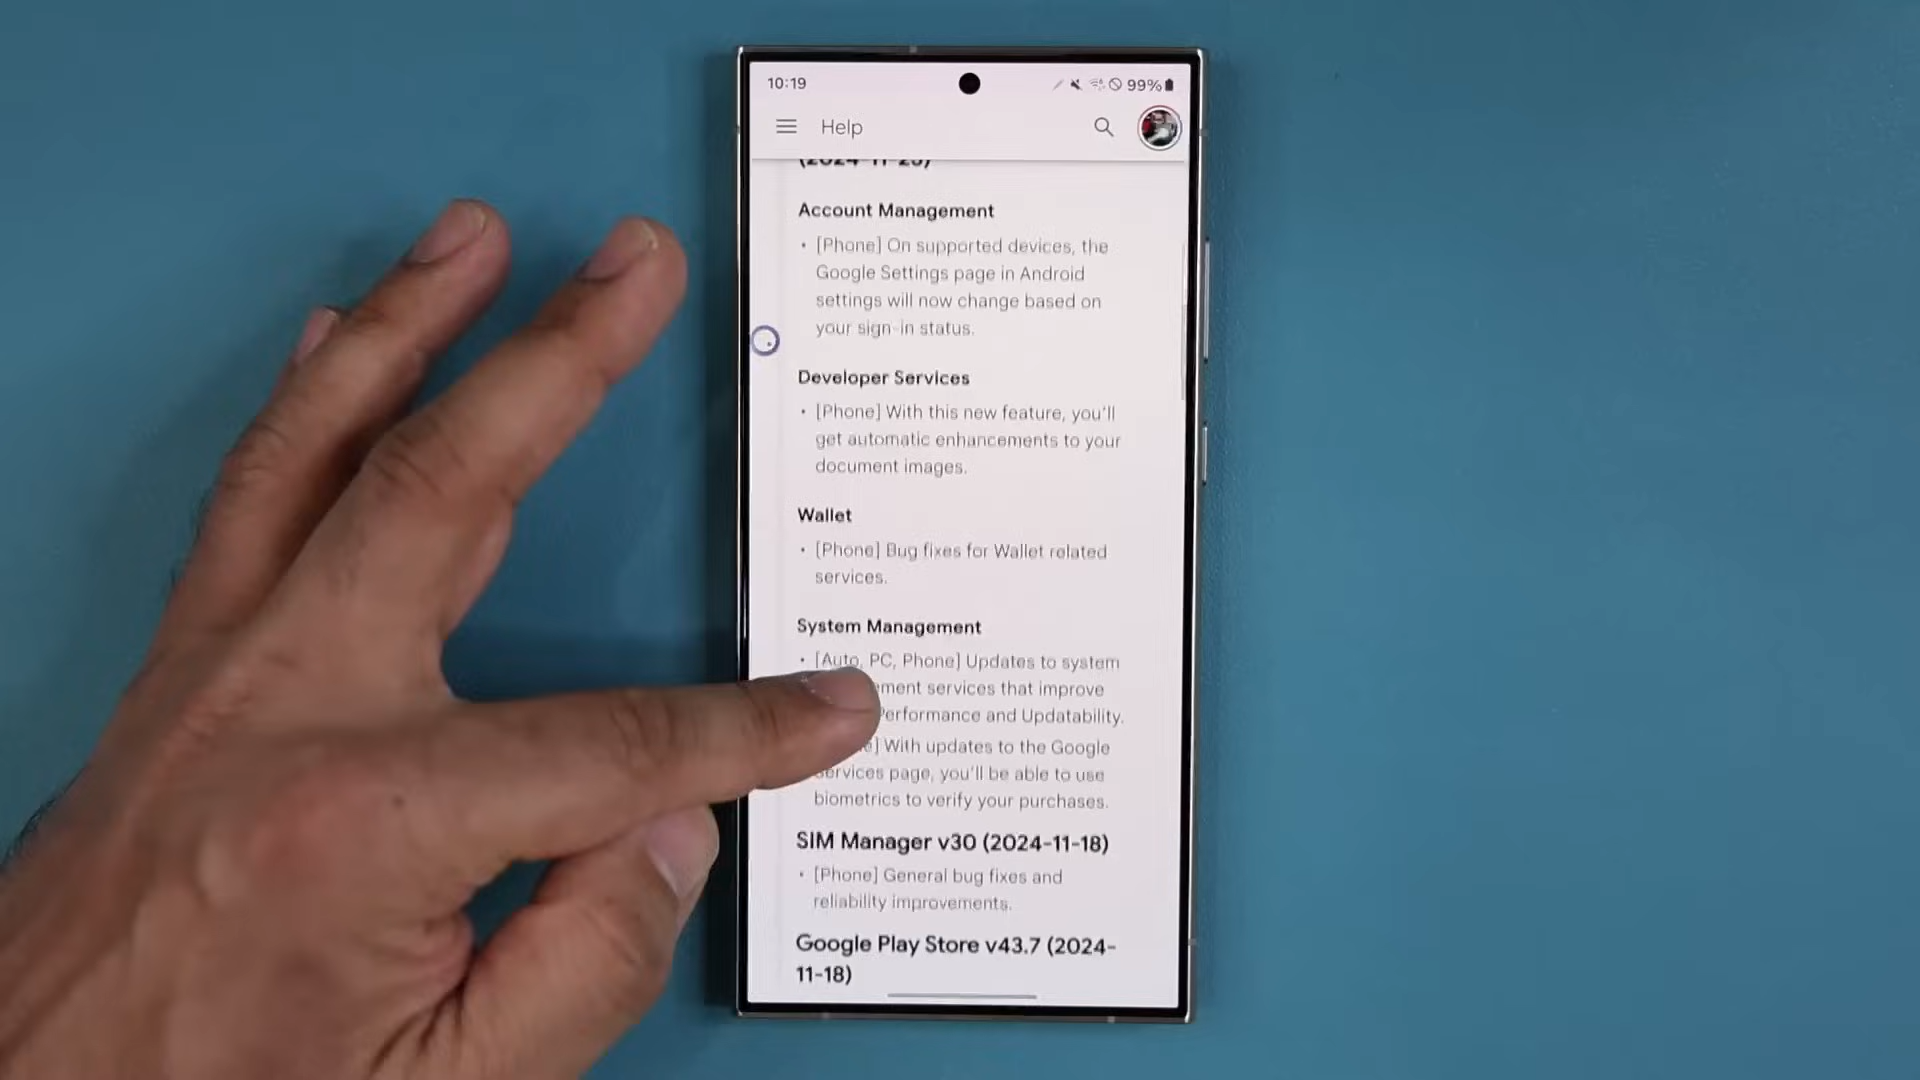 10:19
99%
Help
(2024-11-25)
Account Management
• [Phone] On supported devices, the
Google Settings page in Android
settings will now change based on
your sign-in status.
Developer Services
• [Phone] With this new feature, you'll
get automatic enhancements to your
document images.
Wallet
• [Phone] Bug fixes for Wallet related
services.
System Management
• [Auto, PC, Phone] Updates to system
services that improve
Performance and Updatability.
With updates to the Google
Services page, you'll be able to use
biometrics to verify your purchases.
SIM Manager v30 (2024-11-18)
• [Phone] General bug fixes and
reliability improvements.
Google Play Store v43.7 (2024-
11-18)